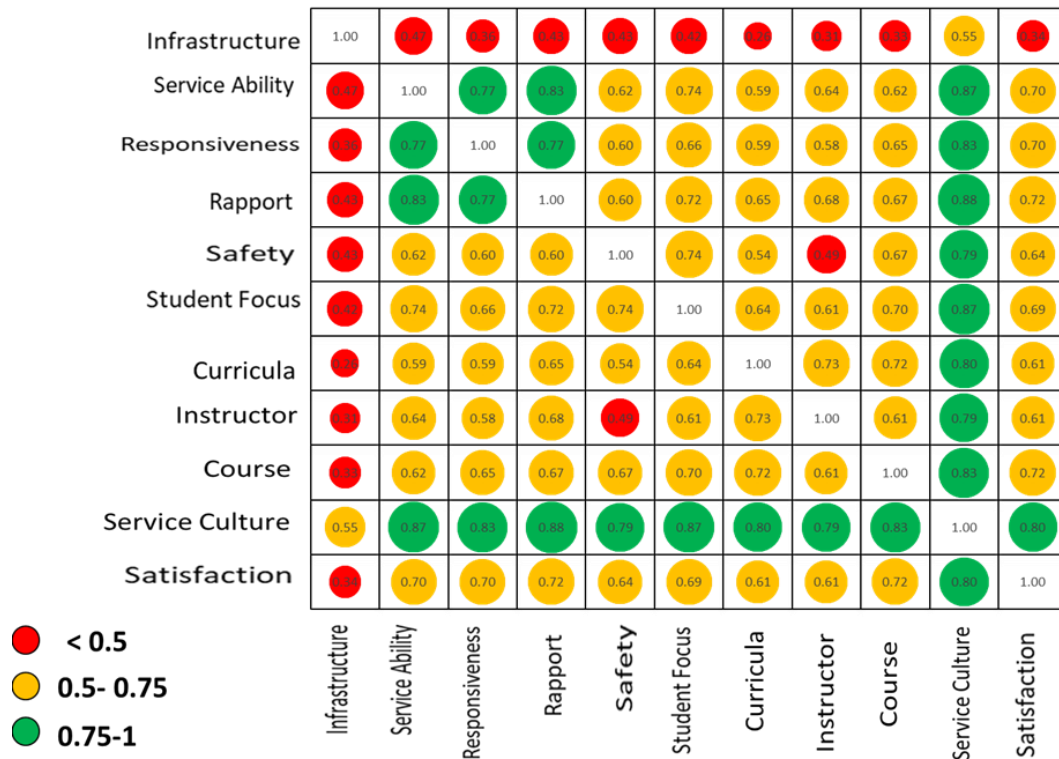 Infrastructure 1.00 0.47 0.36 0.43 0.43 0.42 0.26 0.31 0.33 0.55 0.34
Service Ability 0.47 1.00 0.77 0.83 0.62 0.74 0.59 0.64 0.62 0.87 0.70
Responsiveness 0.36 0.77 1.00 0.77 0.60 0.66 0.59 0.58 0.65 0.83 0.70
Rapport 0.43 0.83 0.77 1.00 0.60 0.72 0.65 0.68 0.67 0.88 0.72
Safety 0.43 0.62 0.60 0.60 1.00 0.74 0.54 0.49 0.67 0.79 0.64
Student Focus 0.42 0.74 0.66 0.72 0.74 1.00 0.64 0.61 0.70 0.87 0.69
Curricula 0.26 0.59 0.59 0.65 0.54 0.64 1.00 0.73 0.72 0.80 0.61
Instructor 0.31 0.64 0.58 0.68 0.49 0.61 0.73 1.00 0.61 0.79 0.61
Course 0.33 0.62 0.65 0.67 0.67 0.70 0.72 0.61 1.00 0.83 0.72
Service Culture 0.55 0.87 0.83 0.88 0.79 0.87 0.80 0.79 0.83 1.00 0.80
Satisfaction 0.34 0.70 0.70 0.72 0.64 0.69 0.61 0.61 0.72 0.80 1.00
Infrastructure
Service Ability
Responsiveness
Rapport
Safety
Student Focus
Curricula
Instructor
Course
Service Culture
Satisfaction
< 0.5
0.5- 0.75
0.75-1